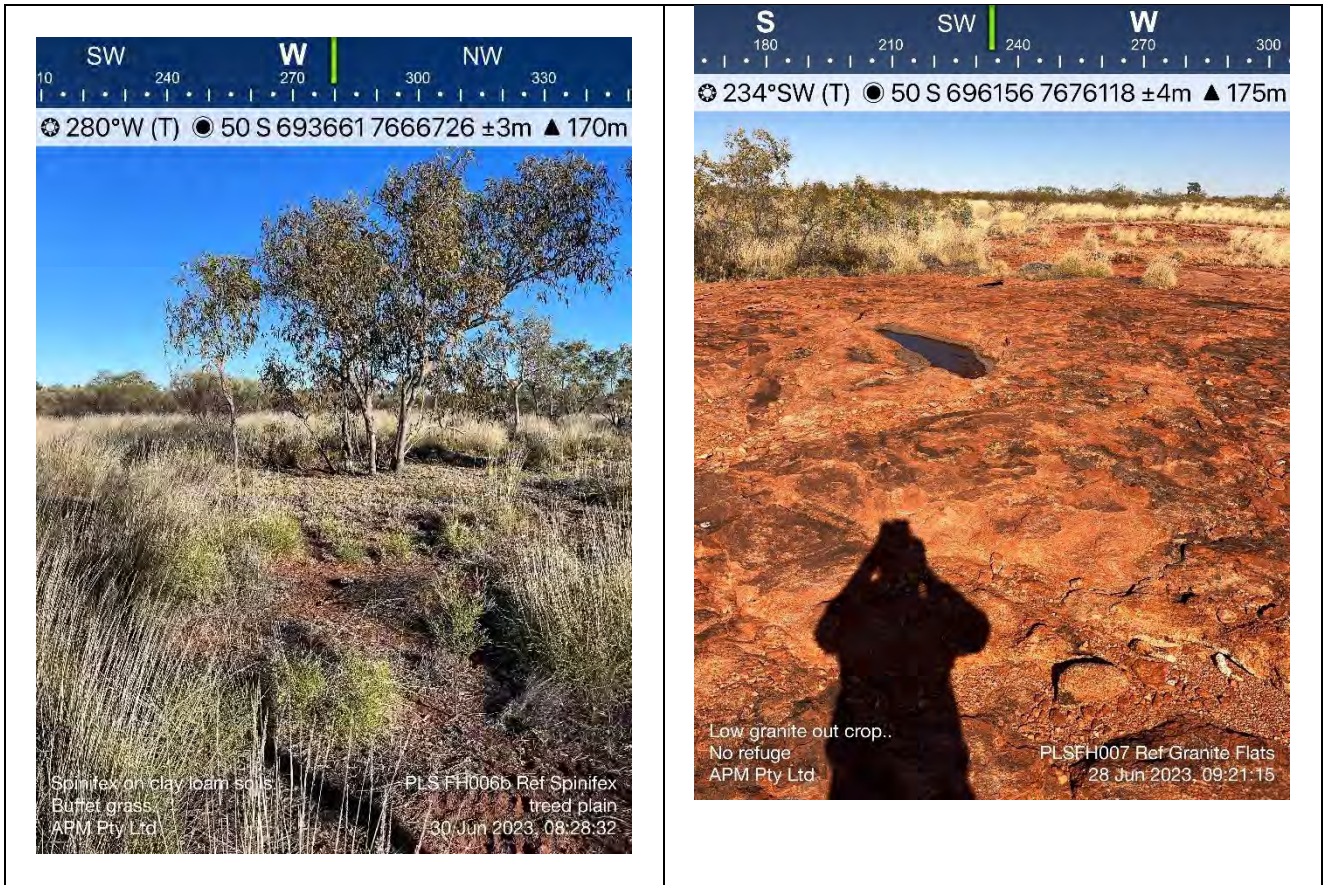 SW W NW
10 240 270 300 330
280°W (T) 50 S 693661 7666726 ±3m ▲ 170m
Spinifex on clay loam soils.
Buffet grass.
APM Pty Ltd
PLS FH006b Ref Spinifex
treed plain
30 Jun 2023, 08:28:32
S SW W
180 210 240 270 300
234°SW (T) 50 S 696156 7676118 ±4m ▲ 175m
Low granite out crop..
No refuge
APM Pty Ltd
PLSFH007 Ref Granite Flats
28 Jun 2023, 09:21:15